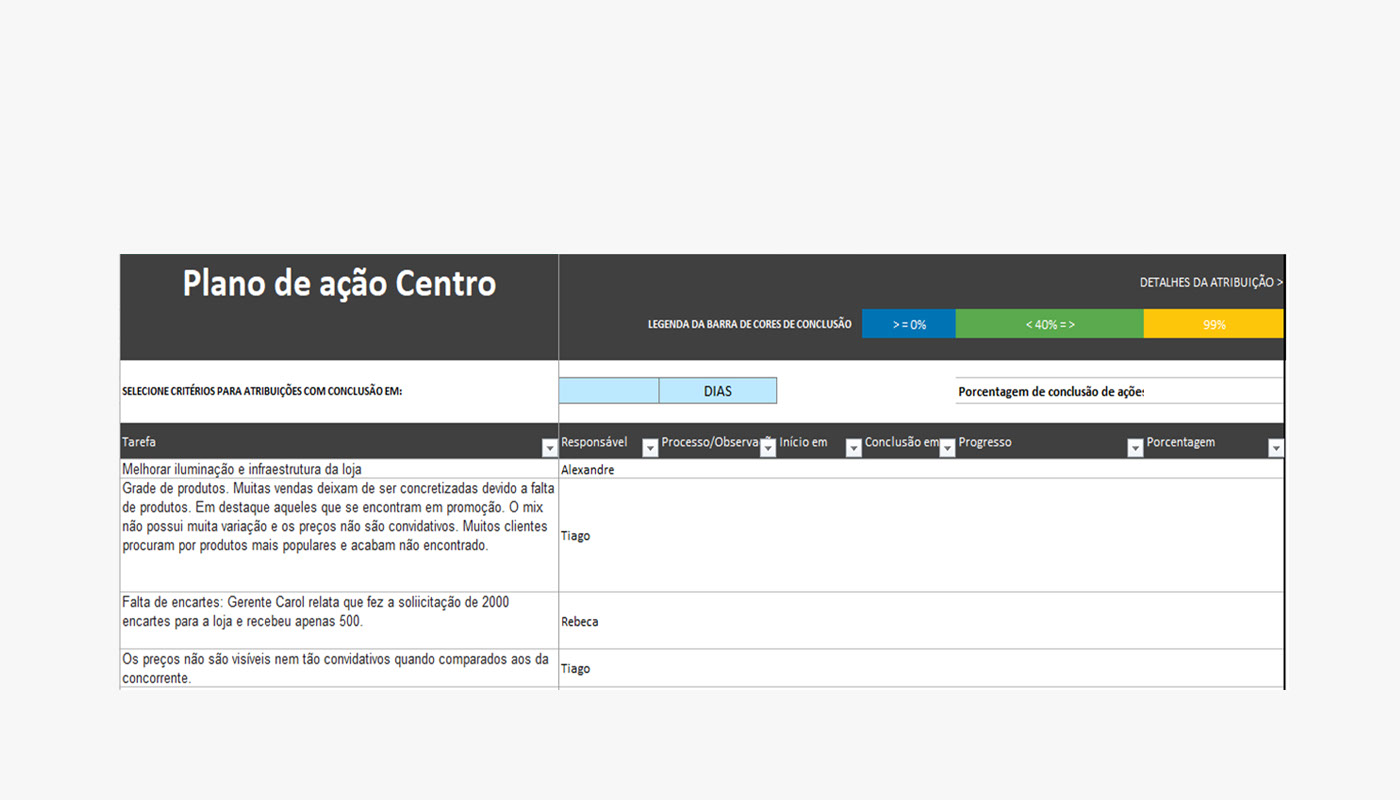 Plano de ação Centro
DETALHES DA ATRIBUIÇÃO >
LEGENDA DA BARRA DE CORES DE CONCLUSÃO > = 0% < 40% = > 99%
SELECIONE CRITÉRIOS PARA ATRIBUIÇÕES COM CONCLUSÃO EM: DIAS Porcentagem de conclusão de ações
Tarefa Responsável Processo/Observa Início em Conclusão em Progresso Porcentagem
Melhorar iluminação e infraestrutura da loja Alexandre
Grade de produtos. Muitas vendas deixam de ser concretizadas devido a falta
de produtos. Em destaque aqueles que se encontram em promoção. O mix
não possui muita variação e os preços não são convidativos. Muitos clientes
procuram por produtos mais populares e acabam não encontrado.
Tiago
Falta de encartes: Gerente Carol relata que fez a soliicitação de 2000
encartes para a loja e recebeu apenas 500.
Rebeca
Os preços não são visíveis nem tão convidativos quando comparados aos da
concorrente.
Tiago